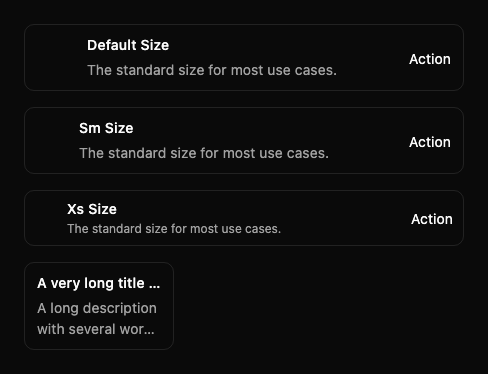 Default Size
The standard size for most use cases.
Action
Sm Size
The standard size for most use cases.
Action
Xs Size
The standard size for most use cases.
Action
A very long title ...
A long description
with several wor...